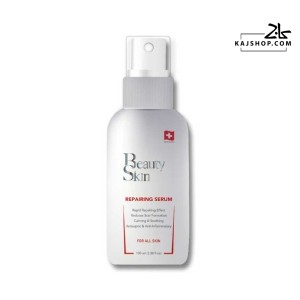 کاژ
KAJSHOP.COM
Beauty
Skin
REPAIRING SERUM
Rapid Repairing Effect
Reduces Scar Formation
Calming & Soothing
Antiseptic & Anti Inflammatory
FOR ALL SKIN